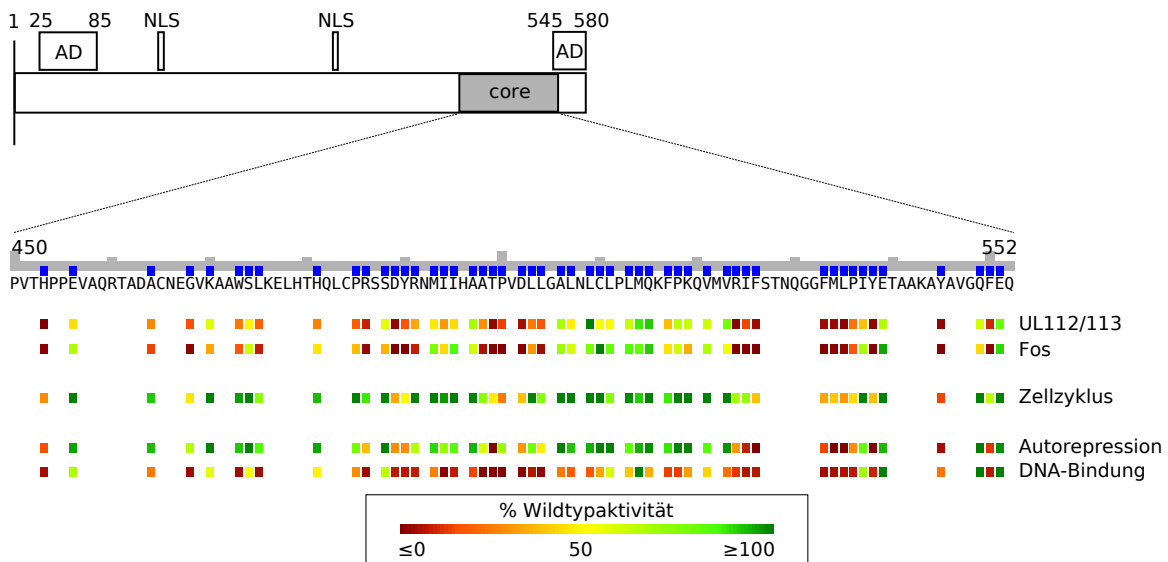 1 25 85 NLS NLS 545 580
AD AD
core
450 552
PVTHPPEVAQRTADACNEGVKAAWSLKELHTHQLCPRSSDYRNMIIHAATPVDLLGALNLCLPLMQKFPKQVMVRIFSTNQGGFMLPIYETAAKAYAVGQFEQ
UL112/113
Fos
Zellzyklus
Autorepression
DNA-Bindung
% Wildtypaktivität
≤0 50 ≥100